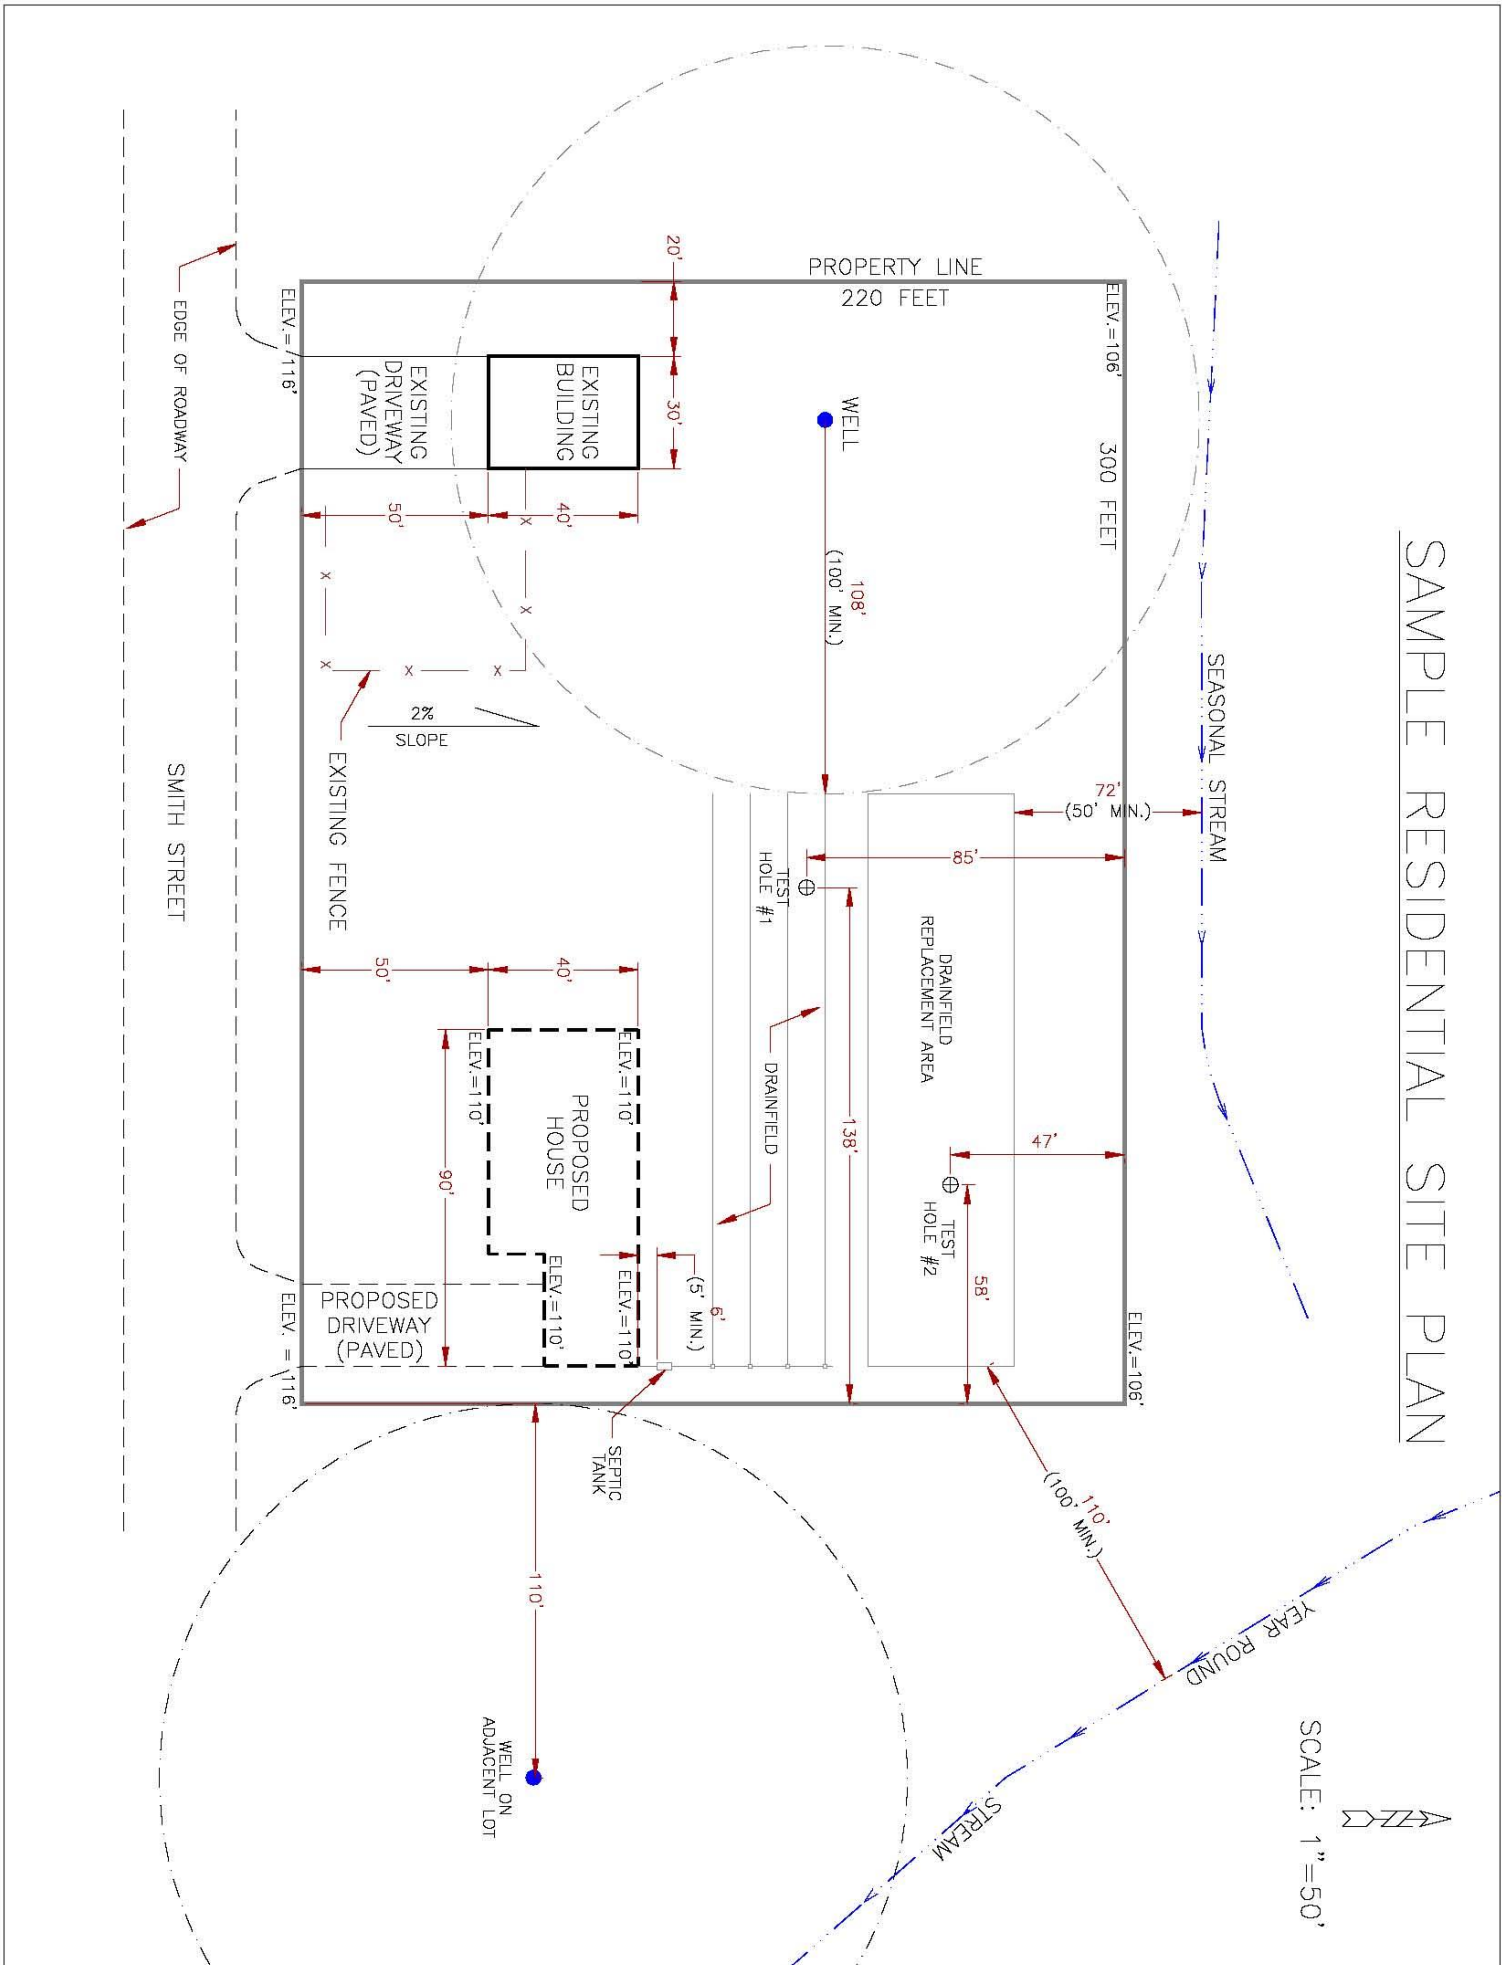 SAMPLE RESIDENTIAL SITE PLAN
SCALE: 1"=50'
N
SEASONAL STREAM
YEAR ROUND
STREAM
PROPERTY LINE
220 FEET
300 FEET
ELEV.=106'
ELEV.=106'
ELEV.= 116'
ELEV. = 116'
WELL
108'
(100' MIN.)
72'
(50' MIN.)
85'
47'
TEST
HOLE #1
TEST
HOLE #2
138'
58'
DRAINFIELD
REPLACEMENT AREA
DRAINFIELD
110'
(100' MIN.)
20'
30'
EXISTING
BUILDING
EXISTING
DRIVEWAY
(PAVED)
50'
40'
X
X
X
X
X
X
EXISTING FENCE
2%
SLOPE
50'
40'
90'
PROPOSED
HOUSE
ELEV.=110'
ELEV.=110'
ELEV.=110'
ELEV.=110'
6'
(5' MIN.)
PROPOSED
DRIVEWAY
(PAVED)
SEPTIC
TANK
110'
WELL ON
ADJACENT LOT
EDGE OF ROADWAY
SMITH STREET